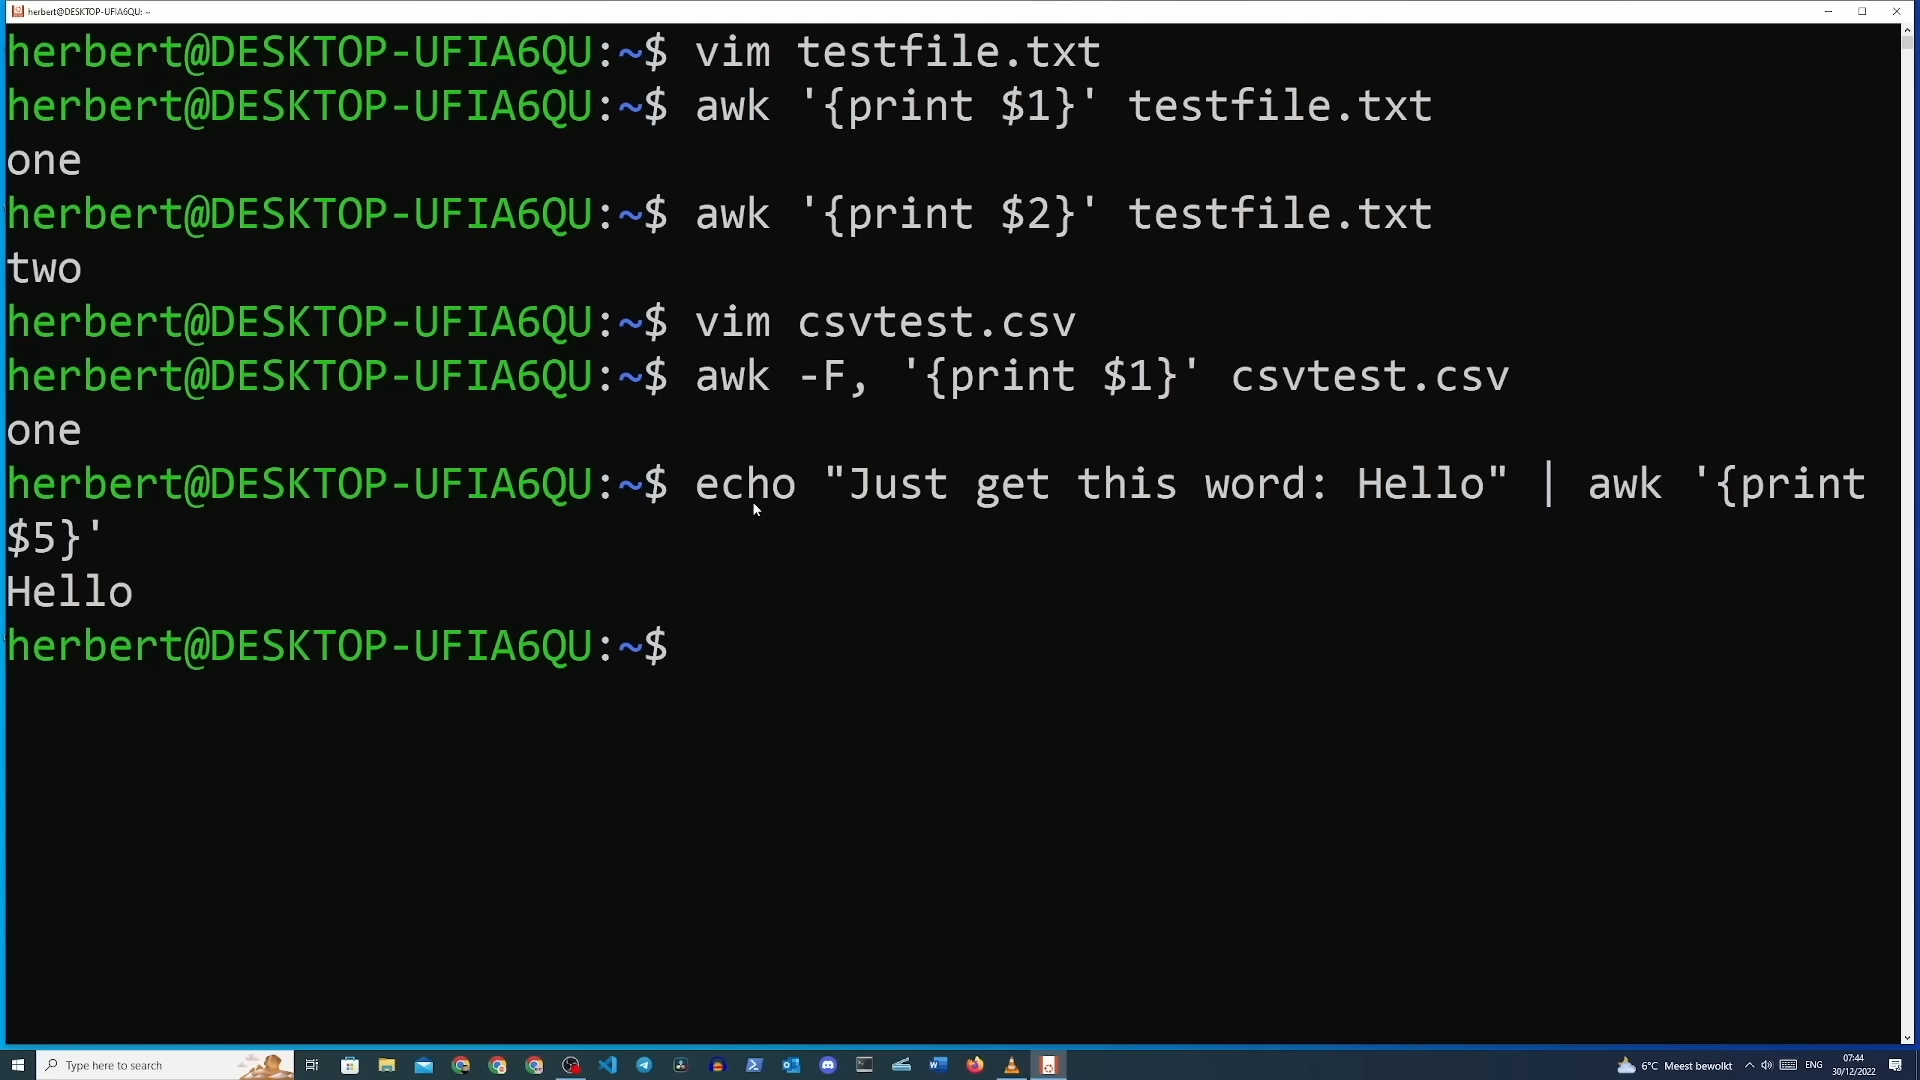 herbert@DESKTOP-UFIA6QU: ~
herbert@DESKTOP-UFIA6QU:~$ vim testfile.txt
herbert@DESKTOP-UFIA6QU:~$ awk '{print $1}' testfile.txt
one
herbert@DESKTOP-UFIA6QU:~$ awk '{print $2}' testfile.txt
two
herbert@DESKTOP-UFIA6QU:~$ vim csvtest.csv
herbert@DESKTOP-UFIA6QU:~$ awk -F, '{print $1}' csvtest.csv
one
herbert@DESKTOP-UFIA6QU:~$ echo "Just get this word: Hello" | awk '{print
$5}'
Hello
herbert@DESKTOP-UFIA6QU:~$
Type here to search
6°C Meest bewolkt
ENG
07:44
30/12/2022